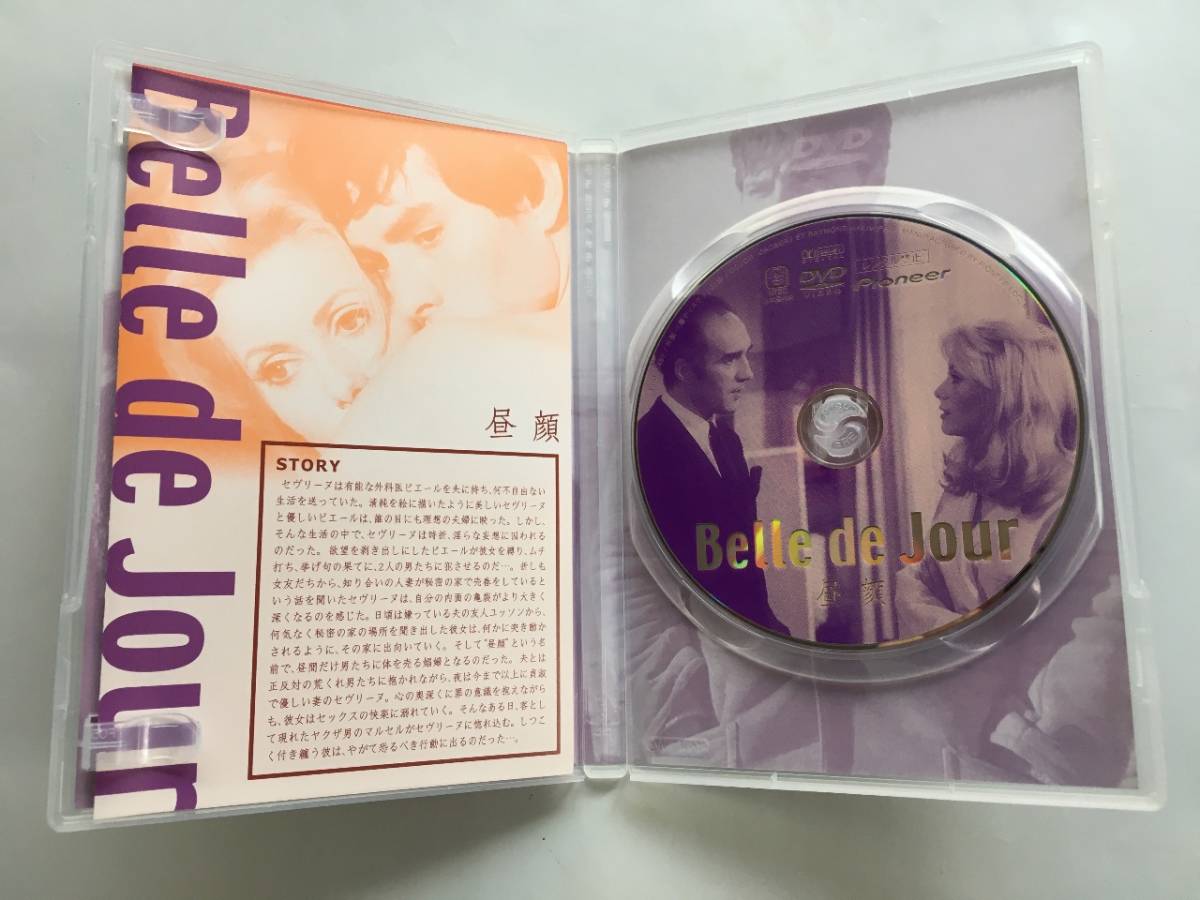 Belle de Jour
昼顔
STORY
セヴリーヌは有能な外科医ピエールを夫に持ち、何不自由ない
生活を送っていた。清純を絵に描いたように美しいセヴリーヌ
と優しいピエールは、誰の目にも理想の夫婦に映った。しかし、
そんな生活の中で、セヴリーヌは時折、淫らな妄想に囚われる
のだった。欲望を剥き出しにしたピエールが彼女を縛り、ムチ
打ち、挙げ句の果てに、2人の男たちに犯させるのだ…。折しも
女友だちから、知り合いの人妻が秘密の家で売春をしていると
いう話を聞いたセヴリーヌは、自分の内面の亀裂がより大きく
深くなるのを感じた。日頃は嫌っている夫の友人ユッソンから、
何気なく秘密の家の場所を聞き出した彼女は、何かに突き動か
されるように、その家に出向いていく。そして“昼顔”という名
前で、昼間だけ男たちに体を売る娼婦となるのだった。夫とは
正反対の荒くれ男たちに抱かれながら、夜は今まで以上に貞淑
で優しい妻のセヴリーヌ。心の奥深くに罪の意識を抱えながら
も、彼女はセックスの快楽に溺れていく。そんなある日、客とし
て現れたヤクザ男のマルセルがセヴリーヌに惚れ込む。しつこ
く付き纏う彼は、やがて恐るべき行動に出るのだった…。
DVD
DVD
VIDEO
Pioneer
Belle de Jour
昼顔